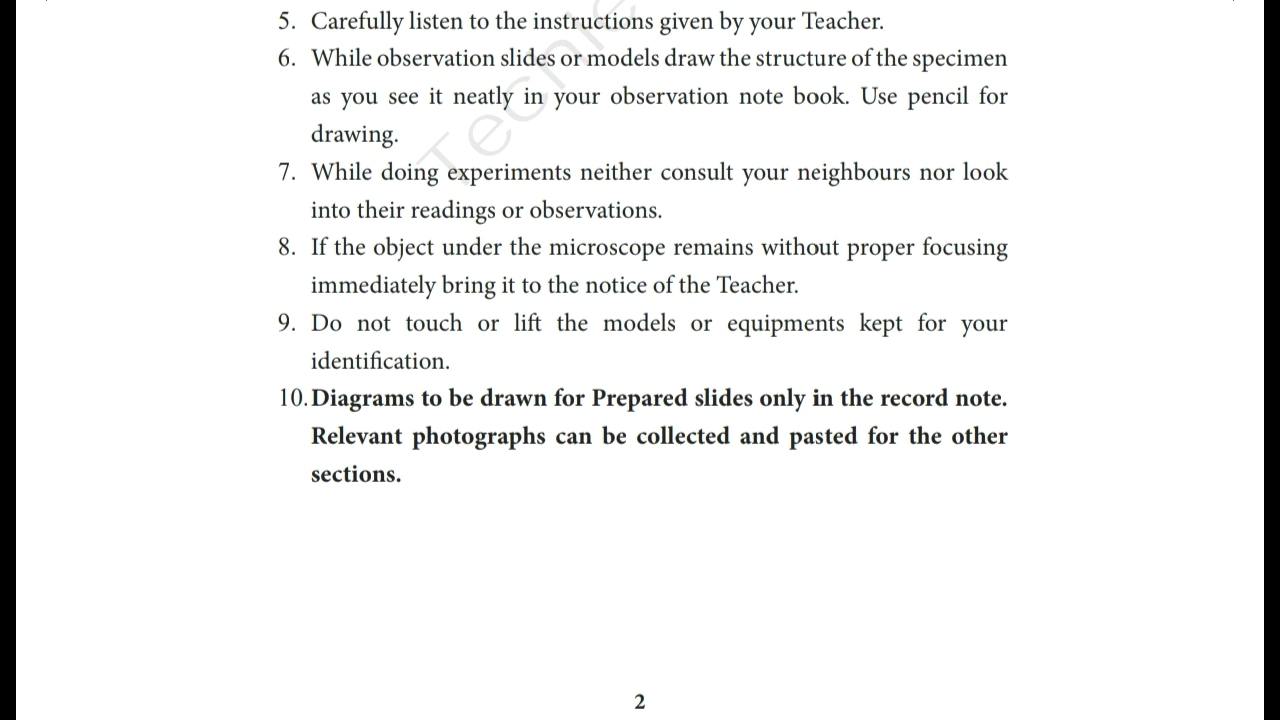 5. Carefully listen to the instructions given by your Teacher.
6. While observation slides or models draw the structure of the specimen
as you see it neatly in your observation note book. Use pencil for
drawing.
7. While doing experiments neither consult your neighbours nor look
into their readings or observations.
8. If the object under the microscope remains without proper focusing
immediately bring it to the notice of the Teacher.
9. Do not touch or lift the models or equipments kept for your
identification.
10. Diagrams to be drawn for Prepared slides only in the record note.
Relevant photographs can be collected and pasted for the other
sections.
2